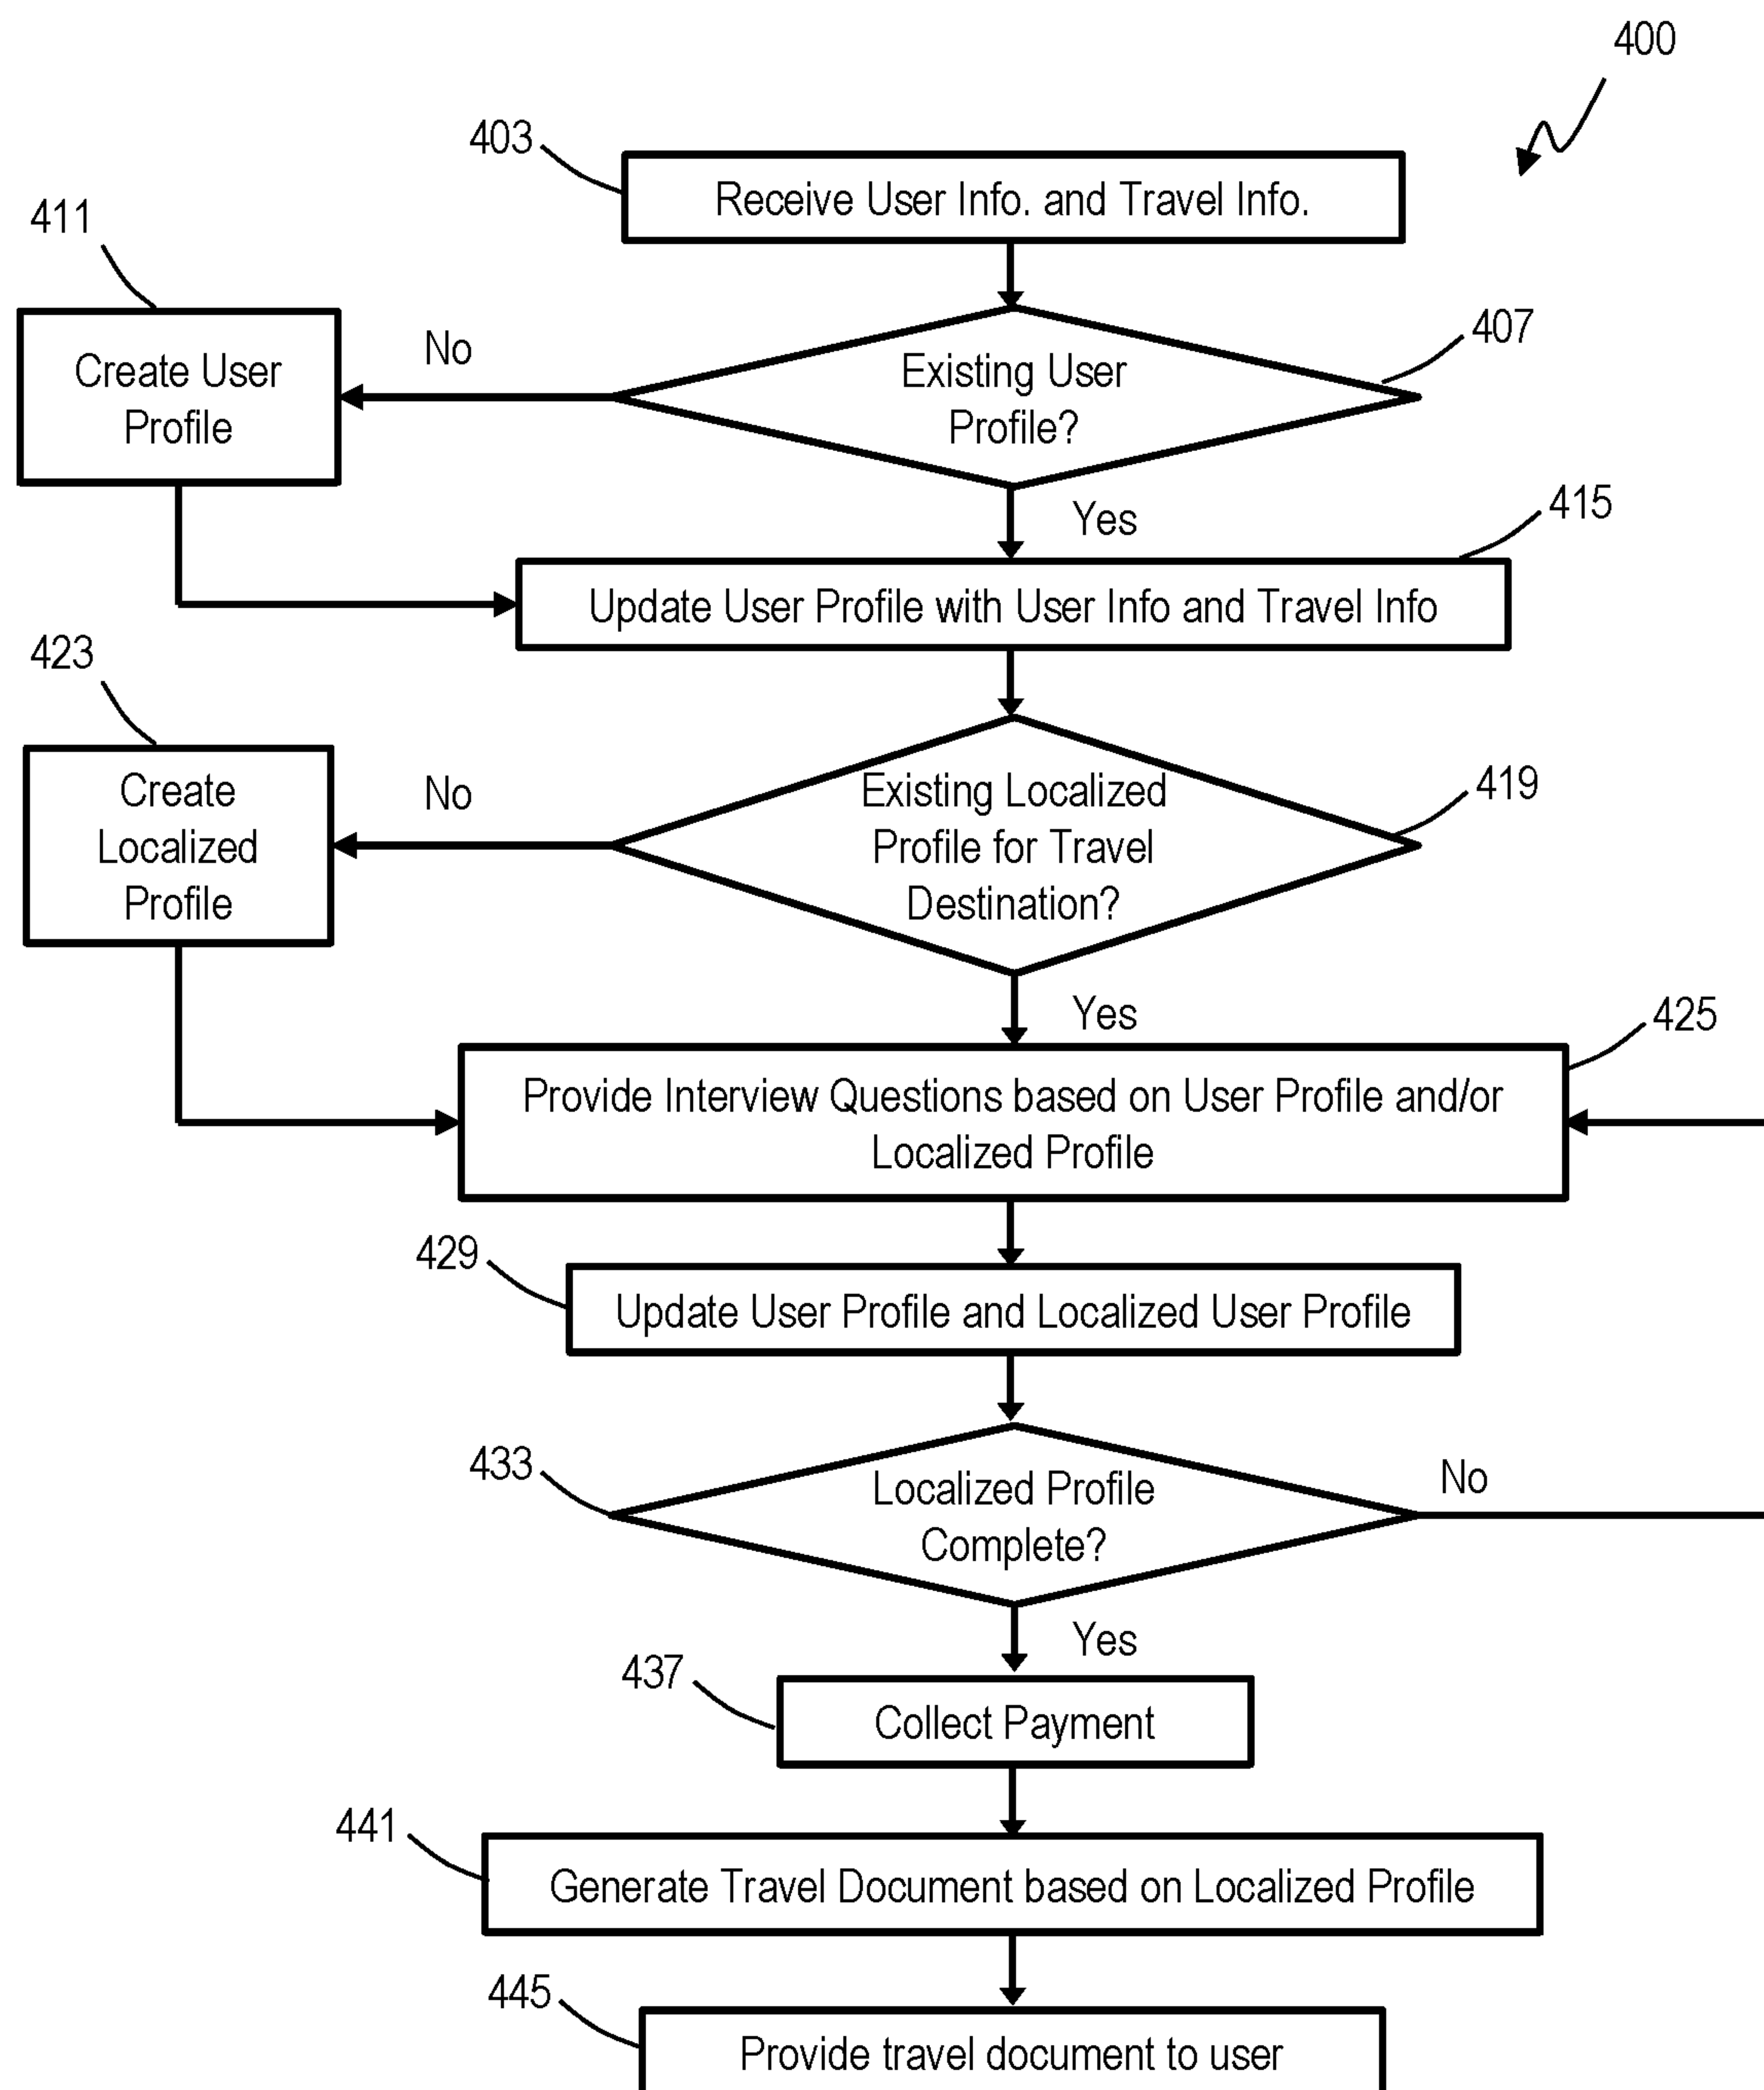 400
403
Receive User Info. and Travel Info.
411
407
Create User
Profile
No
Existing User
Profile?
Yes
415
Update User Profile with User Info and Travel Info
423
419
Create
Localized
Profile
No
Existing Localized
Profile for Travel
Destination?
Yes
425
Provide Interview Questions based on User Profile and/or
Localized Profile
429
Update User Profile and Localized User Profile
433
Localized Profile
Complete?
No
Yes
437
Collect Payment
441
Generate Travel Document based on Localized Profile
445
Provide travel document to user